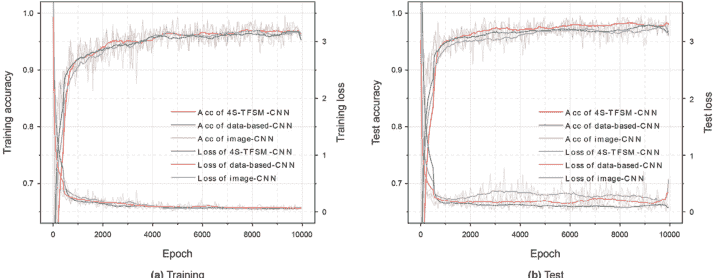 1.0
0.9
0.8
0.7
Training accuracy
3
2
1
0
Training loss
Acc of 4S-TFSM-CNN
Acc of data-based-CNN
Acc of image-CNN
Loss of 4S-TFSM-CNN
Loss of data-based-CNN
Loss of image-CNN
0 2000 4000 6000 8000 10000
Epoch
(a) Training
1.0
0.9
0.8
0.7
Test accuracy
3
2
1
0
Test loss
Acc of 4S-TFSM-CNN
Acc of data-based-CNN
Acc of image-CNN
Loss of 4S-TFSM-CNN
Loss of data-based-CNN
Loss of image-CNN
0 2000 4000 6000 8000 10000
Epoch
(b) Test